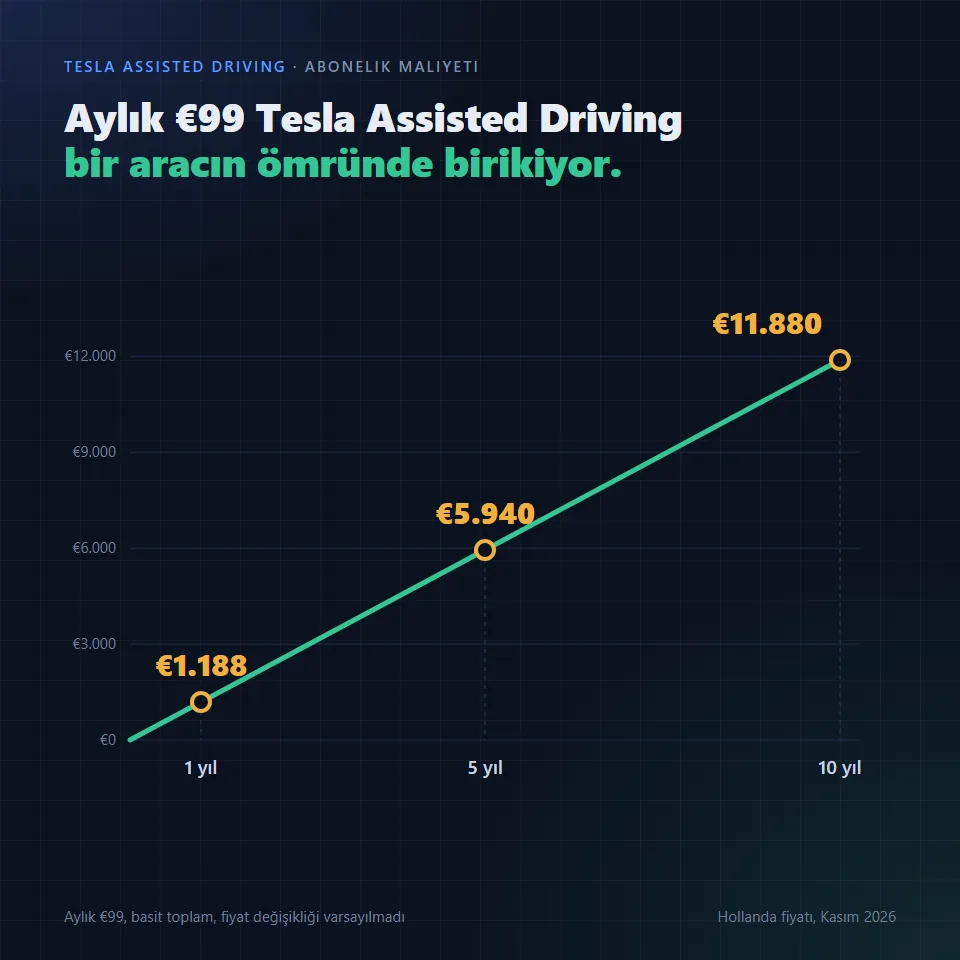 TESLA ASSISTED DRIVING · ABONELIK MALIYETI
Aylık €99 Tesla Assisted Driving
bir aracın ömründe birikiyor.
€11.880
€12.000
€9.000
€5.940
€6.000
€3.000
€1.188
€0
1 yıl
5 yıl
10 yıl
Aylık €99, basit toplam, fiyat değişikliği varsayılmadı
Hollanda fiyatı, Kasım 2026